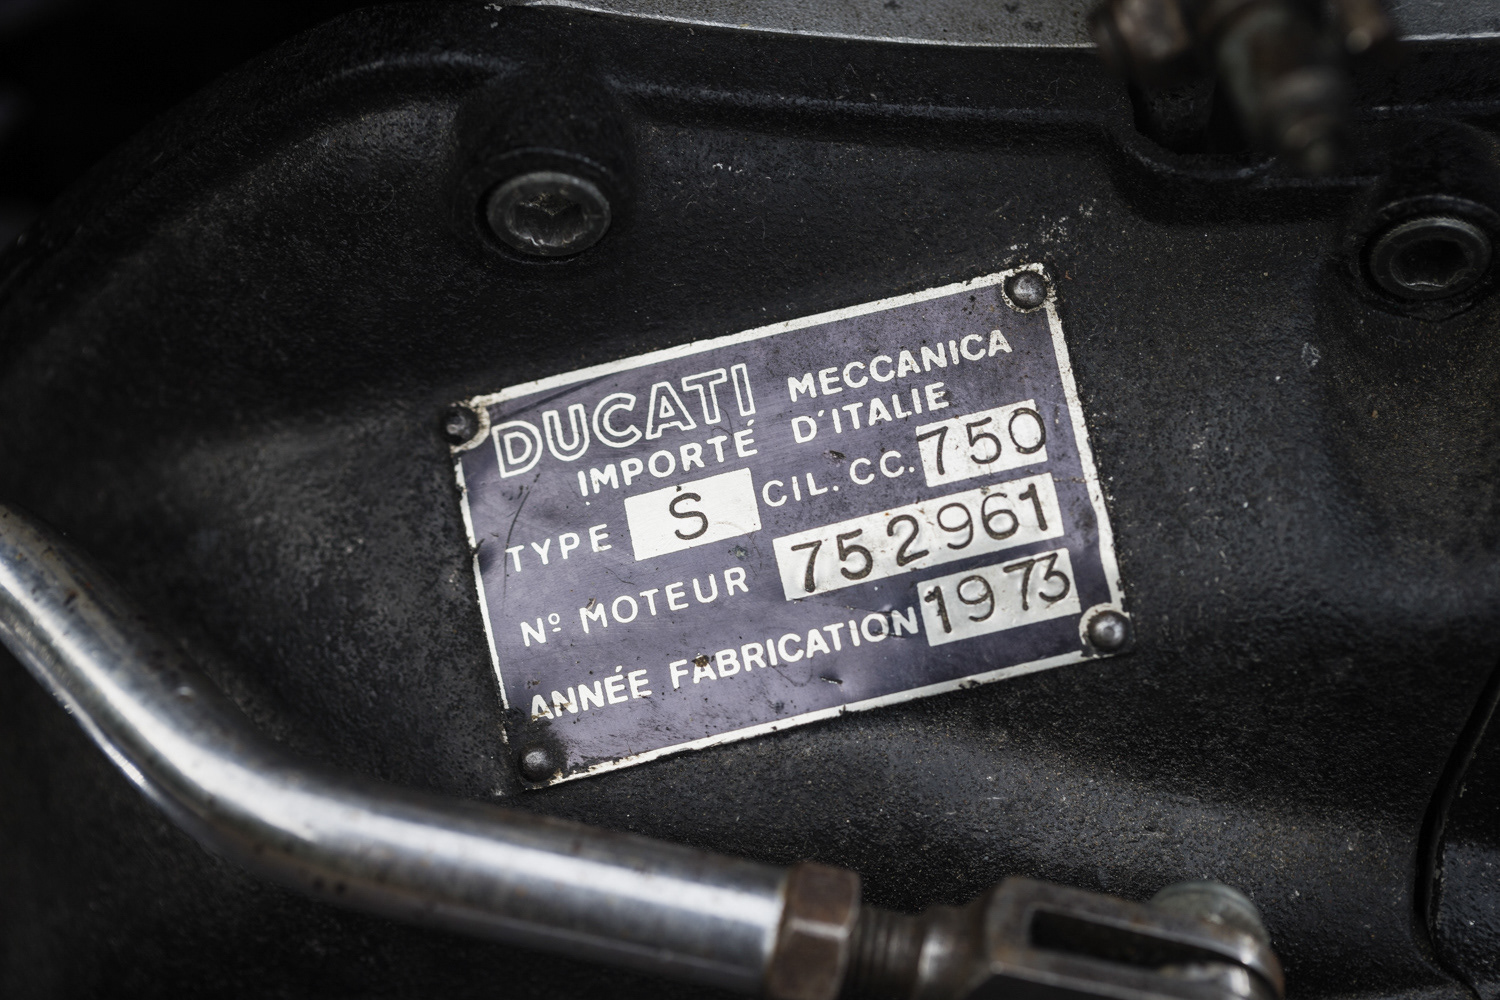 DUCATI MECCANICA
IMPORTÉ D'ITALIE
TYPE S CIL. CC. 750
Nº MOTEUR 752961
ANNÉE FABRICATION 1973